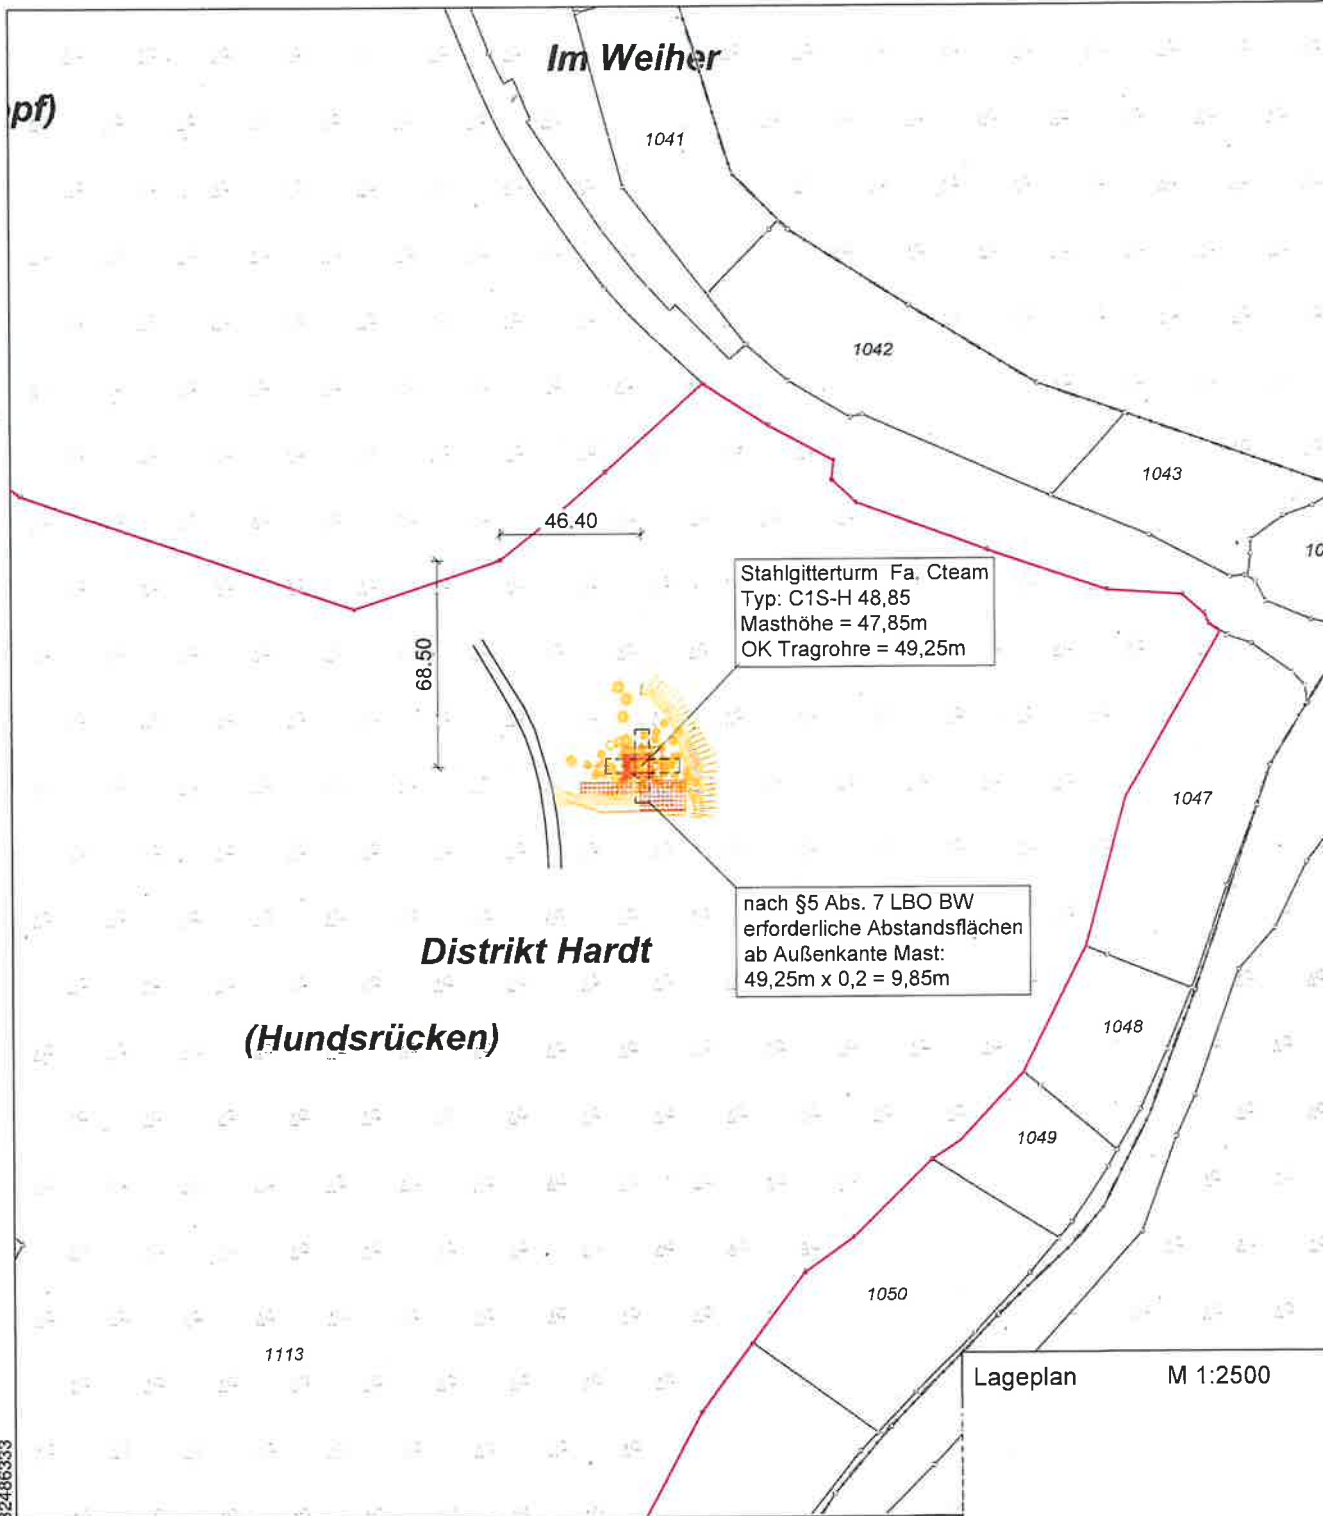 Im Weiher
pf)
1041
1042
1043
10
46.40
68.50
Stahlgitterturm Fa. Cteam
Typ: C1S-H 48,85
Masthöhe = 47,85m
OK Tragrohre = 49,25m
1047
nach §5 Abs. 7 LBO BW
erforderliche Abstandsflächen
ab Außenkante Mast:
49,25m x 0,2 = 9,85m
Distrikt Hardt
(Hundsrücken)
1048
1049
1050
1113
Lageplan M 1:2500
32486333